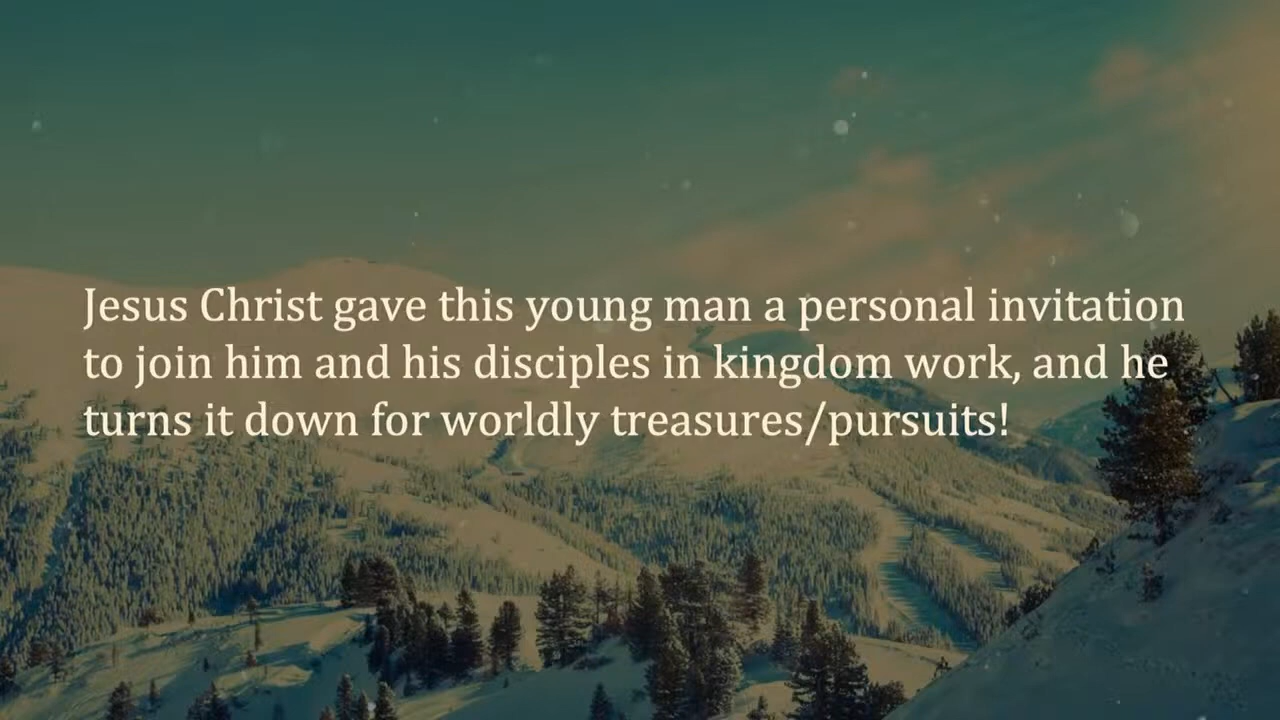 Jesus Christ gave this young man a personal invitation
to join him and his disciples in kingdom work, and he
turns it down for worldly treasures/pursuits!